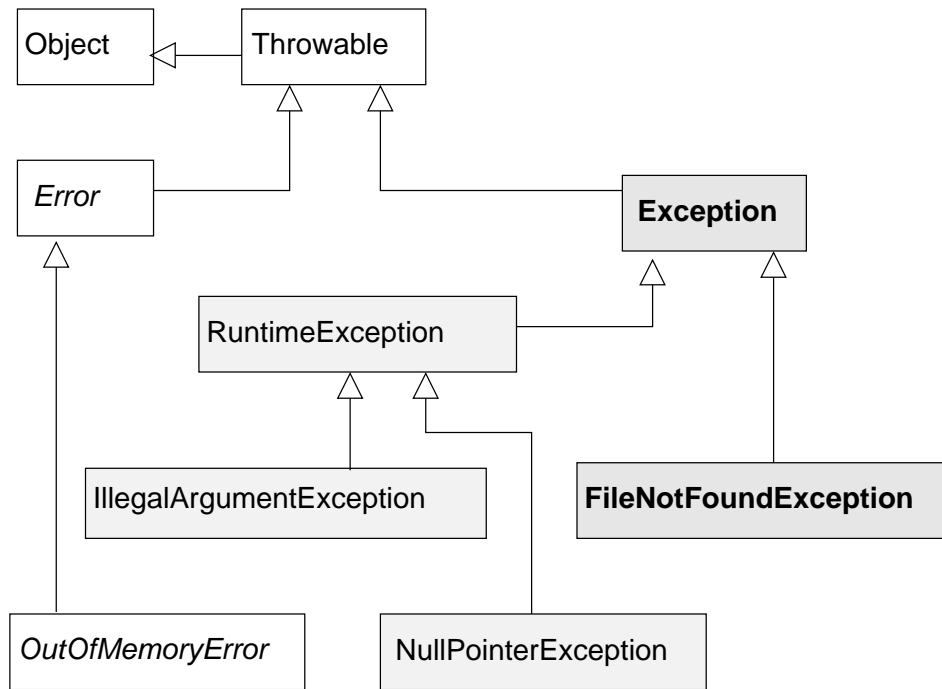 Object
Throwable
Error
Exception
RuntimeException
IllegalArgumentException
FileNotFoundException
OutOfMemoryError
NullPointerException